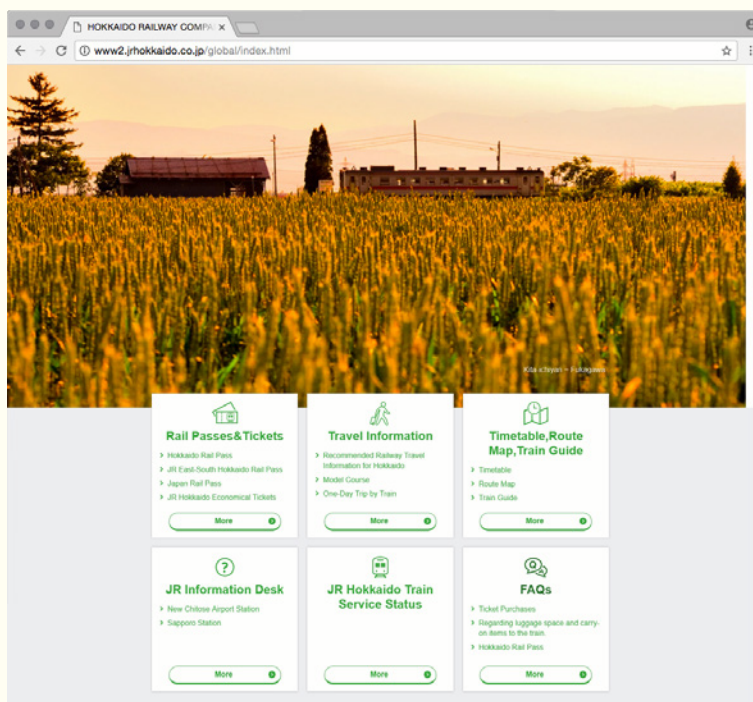 HOKKAIDO RAILWAY COMPA
www2.jrhokkaido.co.jp/global/index.html
Kita Ichiyan ~ Fukagawa
Rail Passes&Tickets
Hokkaido Rail Pass
JR East-South Hokkaido Rail Pass
Japan Rail Pass
JR Hokkaido Economical Tickets
More
Travel Information
Recommended Railway Travel
Information for Hokkaido
Model Course
One-Day Trip by Train
More
Timetable,Route
Map,Train Guide
Timetable
Route Map
Train Guide
More
JR Information Desk
New Chitose Airport Station
Sapporo Station
More
JR Hokkaido Train
Service Status
More
FAQs
Ticket Purchases
Regarding luggage space and carry-
on items to the train.
Hokkaido Rail Pass
More